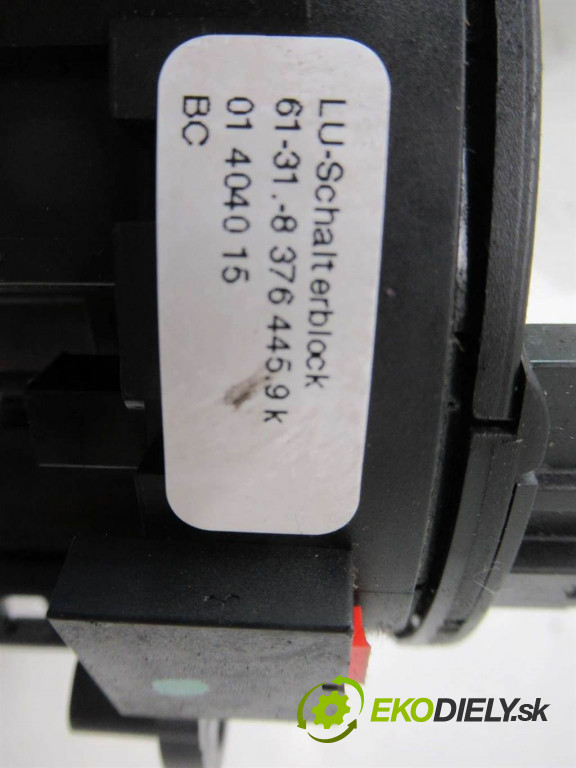 LU-Schalterblock
61-31.-8 376 445.9 k
01 4040 15
BC
EKODIELY.sk